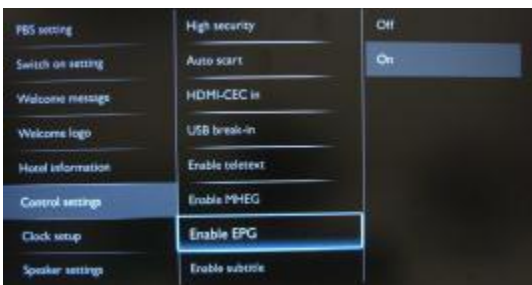 PBS setting
Switch on setting
Welcome message
Welcome logo
Hotel information
Control settings
Clock setup
Speaker settings
High security
Auto scart
HDMI-CEC in
USB break-in
Enable teletext
Enable MHEG
Enable EPG
Enable subtitle
Off
On